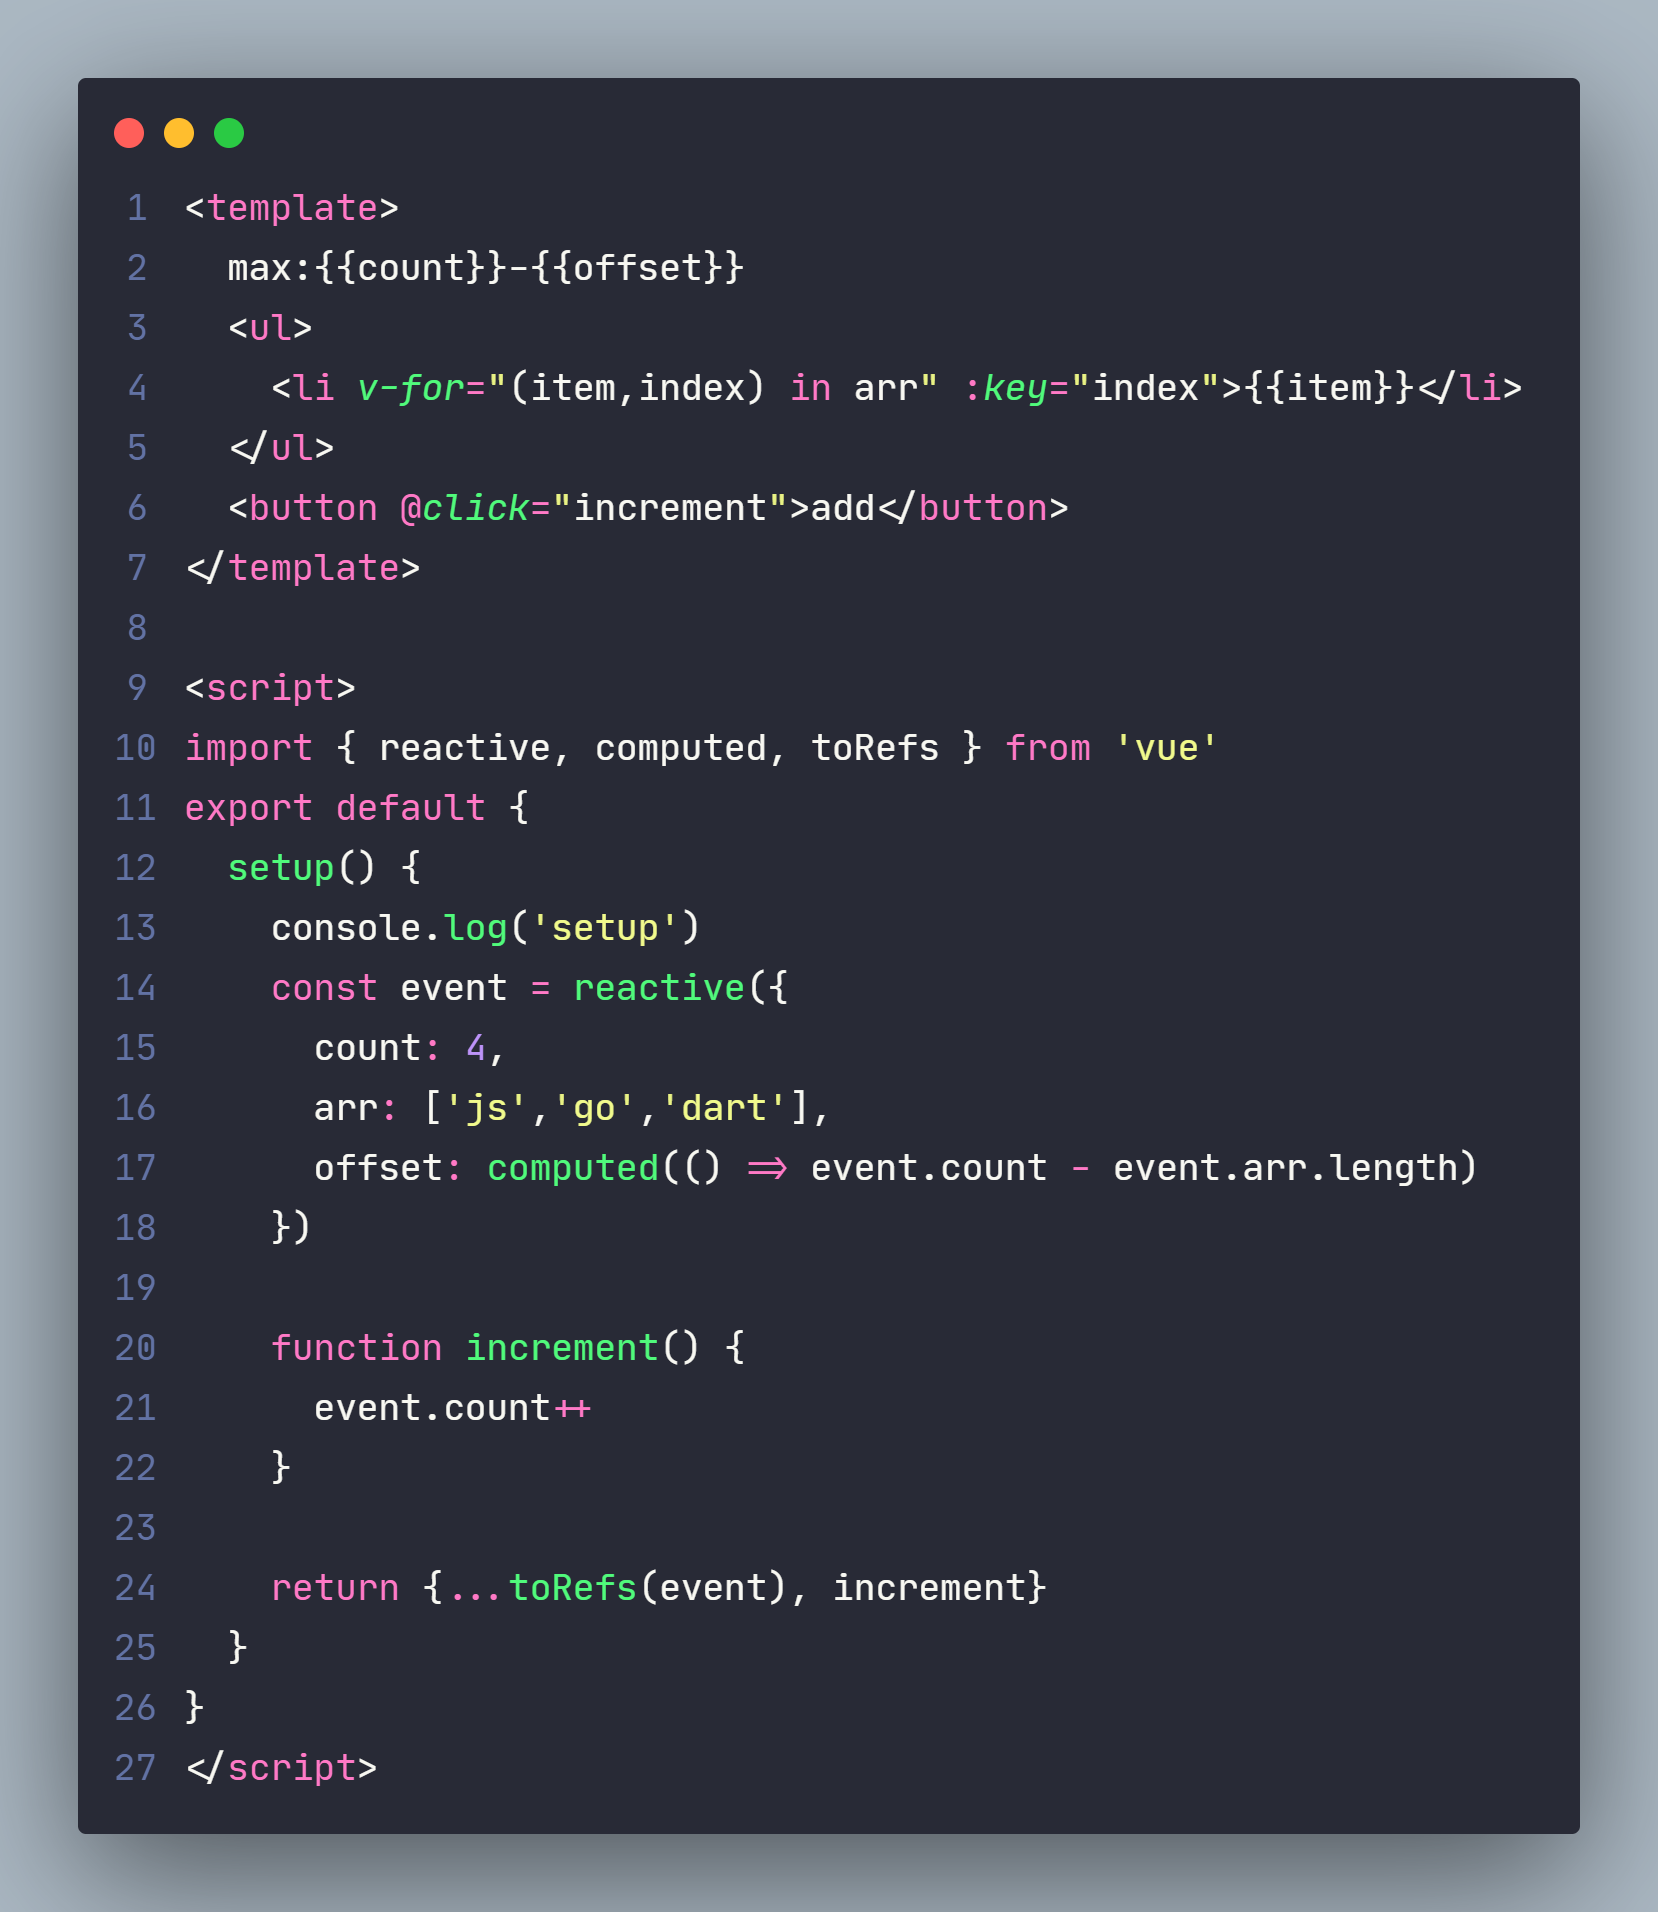 1 <template>
2   max:{{count}}-{{offset}}
3   <ul>
4     <li v-for="(item,index) in arr" :key="index">{{item}}</li>
5   </ul>
6   <button @click="increment">add</button>
7 </template>
8
9 <script>
10 import { reactive, computed, toRefs } from 'vue'
11 export default {
12   setup() {
13     console.log('setup')
14     const event = reactive({
15       count: 4,
16       arr: ['js','go','dart'],
17       offset: computed(() => event.count - event.arr.length)
18     })
19
20     function increment() {
21       event.count++
22     }
23
24     return {...toRefs(event), increment}
25   }
26 }
27 </script>